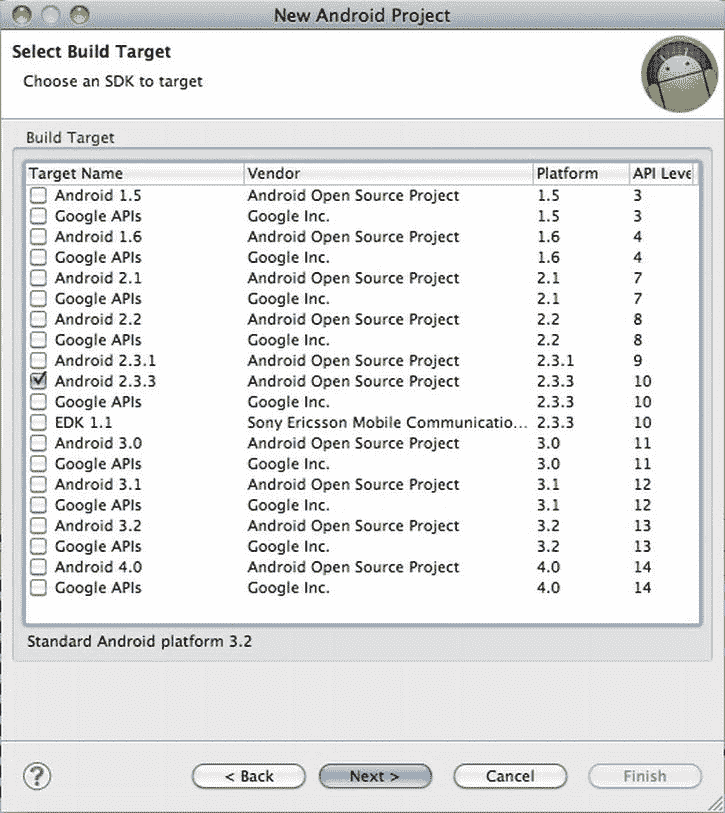 New Android Project
Select Build Target
Choose an SDK to target
Build Target
Target Name Vendor Platform API Leve
Android 1.5 Android Open Source Project 1.5 3
Google APIs Google Inc. 1.5 3
Android 1.6 Android Open Source Project 1.6 4
Google APIs Google Inc. 1.6 4
Android 2.1 Android Open Source Project 2.1 7
Google APIs Google Inc. 2.1 7
Android 2.2 Android Open Source Project 2.2 8
Google APIs Google Inc. 2.2 8
Android 2.3.1 Android Open Source Project 2.3.1 9
Android 2.3.3 Android Open Source Project 2.3.3 10
Google APIs Google Inc. 2.3.3 10
EDK 1.1 Sony Ericsson Mobile Communicatio... 2.3.3 10
Android 3.0 Android Open Source Project 3.0 11
Google APIs Google Inc. 3.0 11
Android 3.1 Android Open Source Project 3.1 12
Google APIs Google Inc. 3.1 12
Android 3.2 Android Open Source Project 3.2 13
Google APIs Google Inc. 3.2 13
Android 4.0 Android Open Source Project 4.0 14
Google APIs Google Inc. 4.0 14
Standard Android platform 3.2
? < Back Next > Cancel Finish